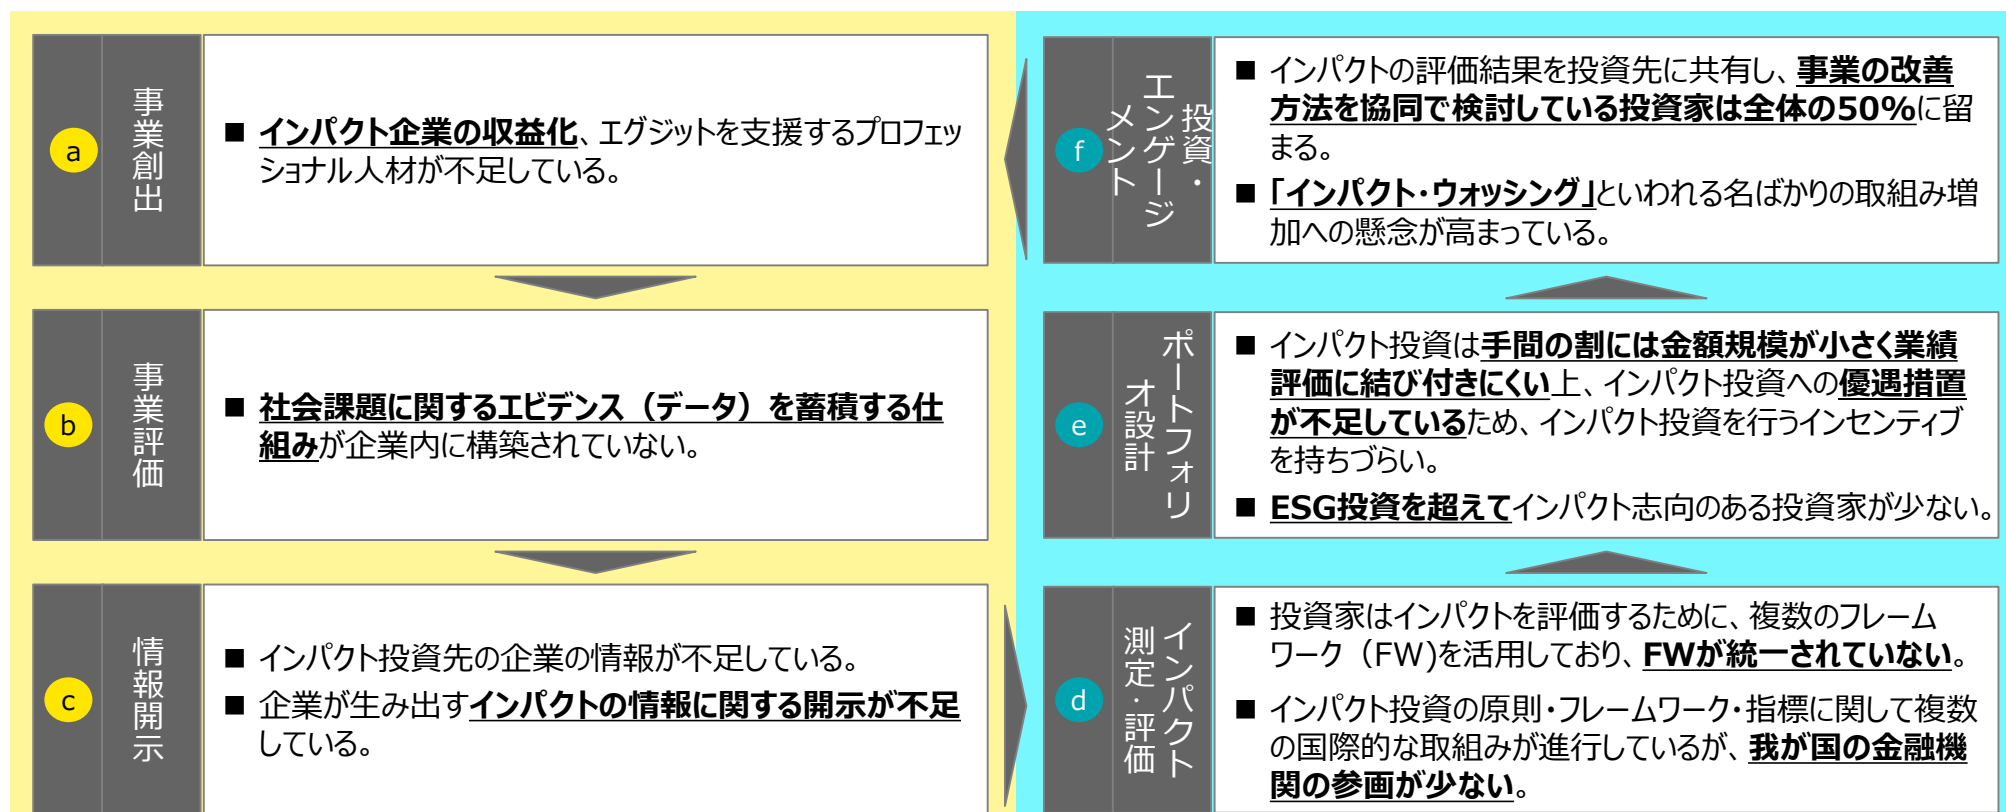 a
事業創出
■ インパクト企業の収益化、エグジットを支援するプロフェッ
ショナル人材が不足している。
b
事業評価
■ 社会課題に関するエビデンス（データ）を蓄積する仕
組みが企業内に構築されていない。
c
情報開示
■ インパクト投資先の企業の情報が不足している。
■ 企業が生み出すインパクトの情報に関する開示が不足
している。
f
投資・
エンゲージ
メント
■ インパクトの評価結果を投資先に共有し、事業の改善
方法を協同で検討している投資家は全体の50%に留
まる。
■ 「インパクト・ウォッシング」といわれる名ばかりの取組み増
加への懸念が高まっている。
e
ポートフォリ
オ設計
■ インパクト投資は手間の割には金額規模が小さく業績
評価に結び付きにくい上、インパクト投資への優遇措置
が不足しているため、インパクト投資を行うインセンティブ
を持ちづらい。
■ ESG投資を超えてインパクト志向のある投資家が少ない。
d
インパクト
測定・評価
■ 投資家はインパクトを評価するために、複数のフレーム
ワーク（FW)を活用しており、FWが統一されていない。
■ インパクト投資の原則・フレームワーク・指標に関して複数
の国際的な取組みが進行しているが、我が国の金融機
関の参画が少ない。